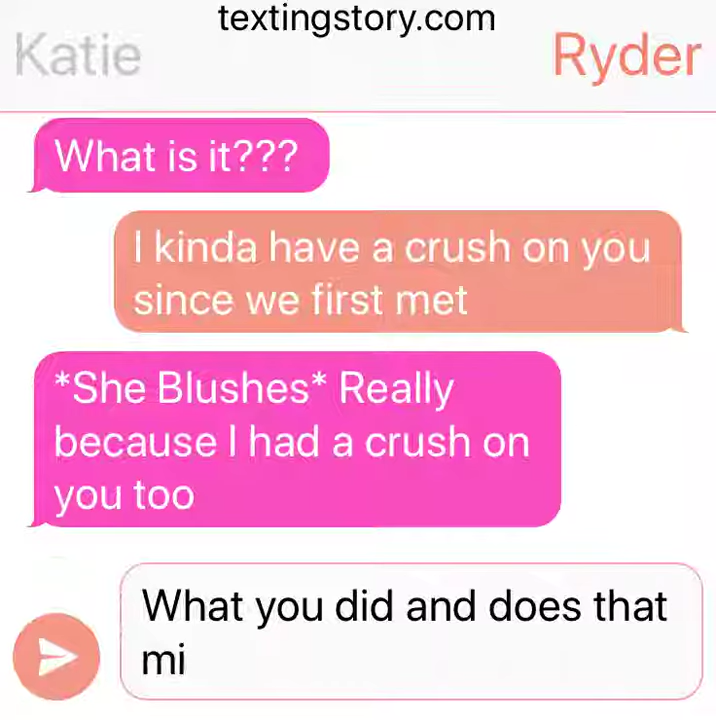 textingstory.com
Katie
Ryder
What is it???
I kinda have a crush on you
since we first met
*She Blushes* Really
because I had a crush on
you too
What you did and does that
mi